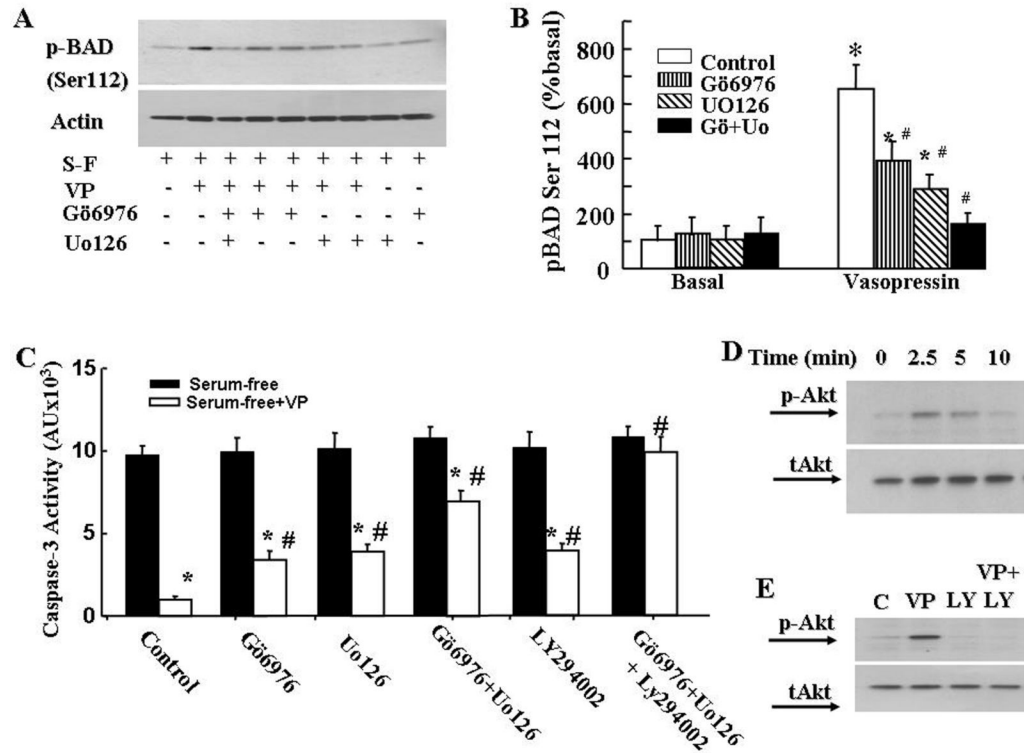 A
p-BAD
(Ser112)
Actin
S-F + + + + + + + + +
VP - + + + + + + - -
Gö6976 - - + + + - - - +
Uo126 - - + - - + + + -
B
pBAD Ser 112 (%basal)
800
600
400
200
0
Control
Gö6976
UO126
Gö+Uo
*
* #
* #
#
Basal Vasopressin
C
Caspase-3 Activity (AUx10³)
15
10
5
0
Serum-free
Serum-free+VP
*
* #
* #
* #
* #
#
Control
Gö6976
Uo126
Gö6976+Uo126
LY294002
Gö6976+Uo126
+ Ly294002
D
Time (min) 0 2.5 5 10
p-Akt
tAkt
E
C VP LY VP+
LY
p-Akt
tAkt